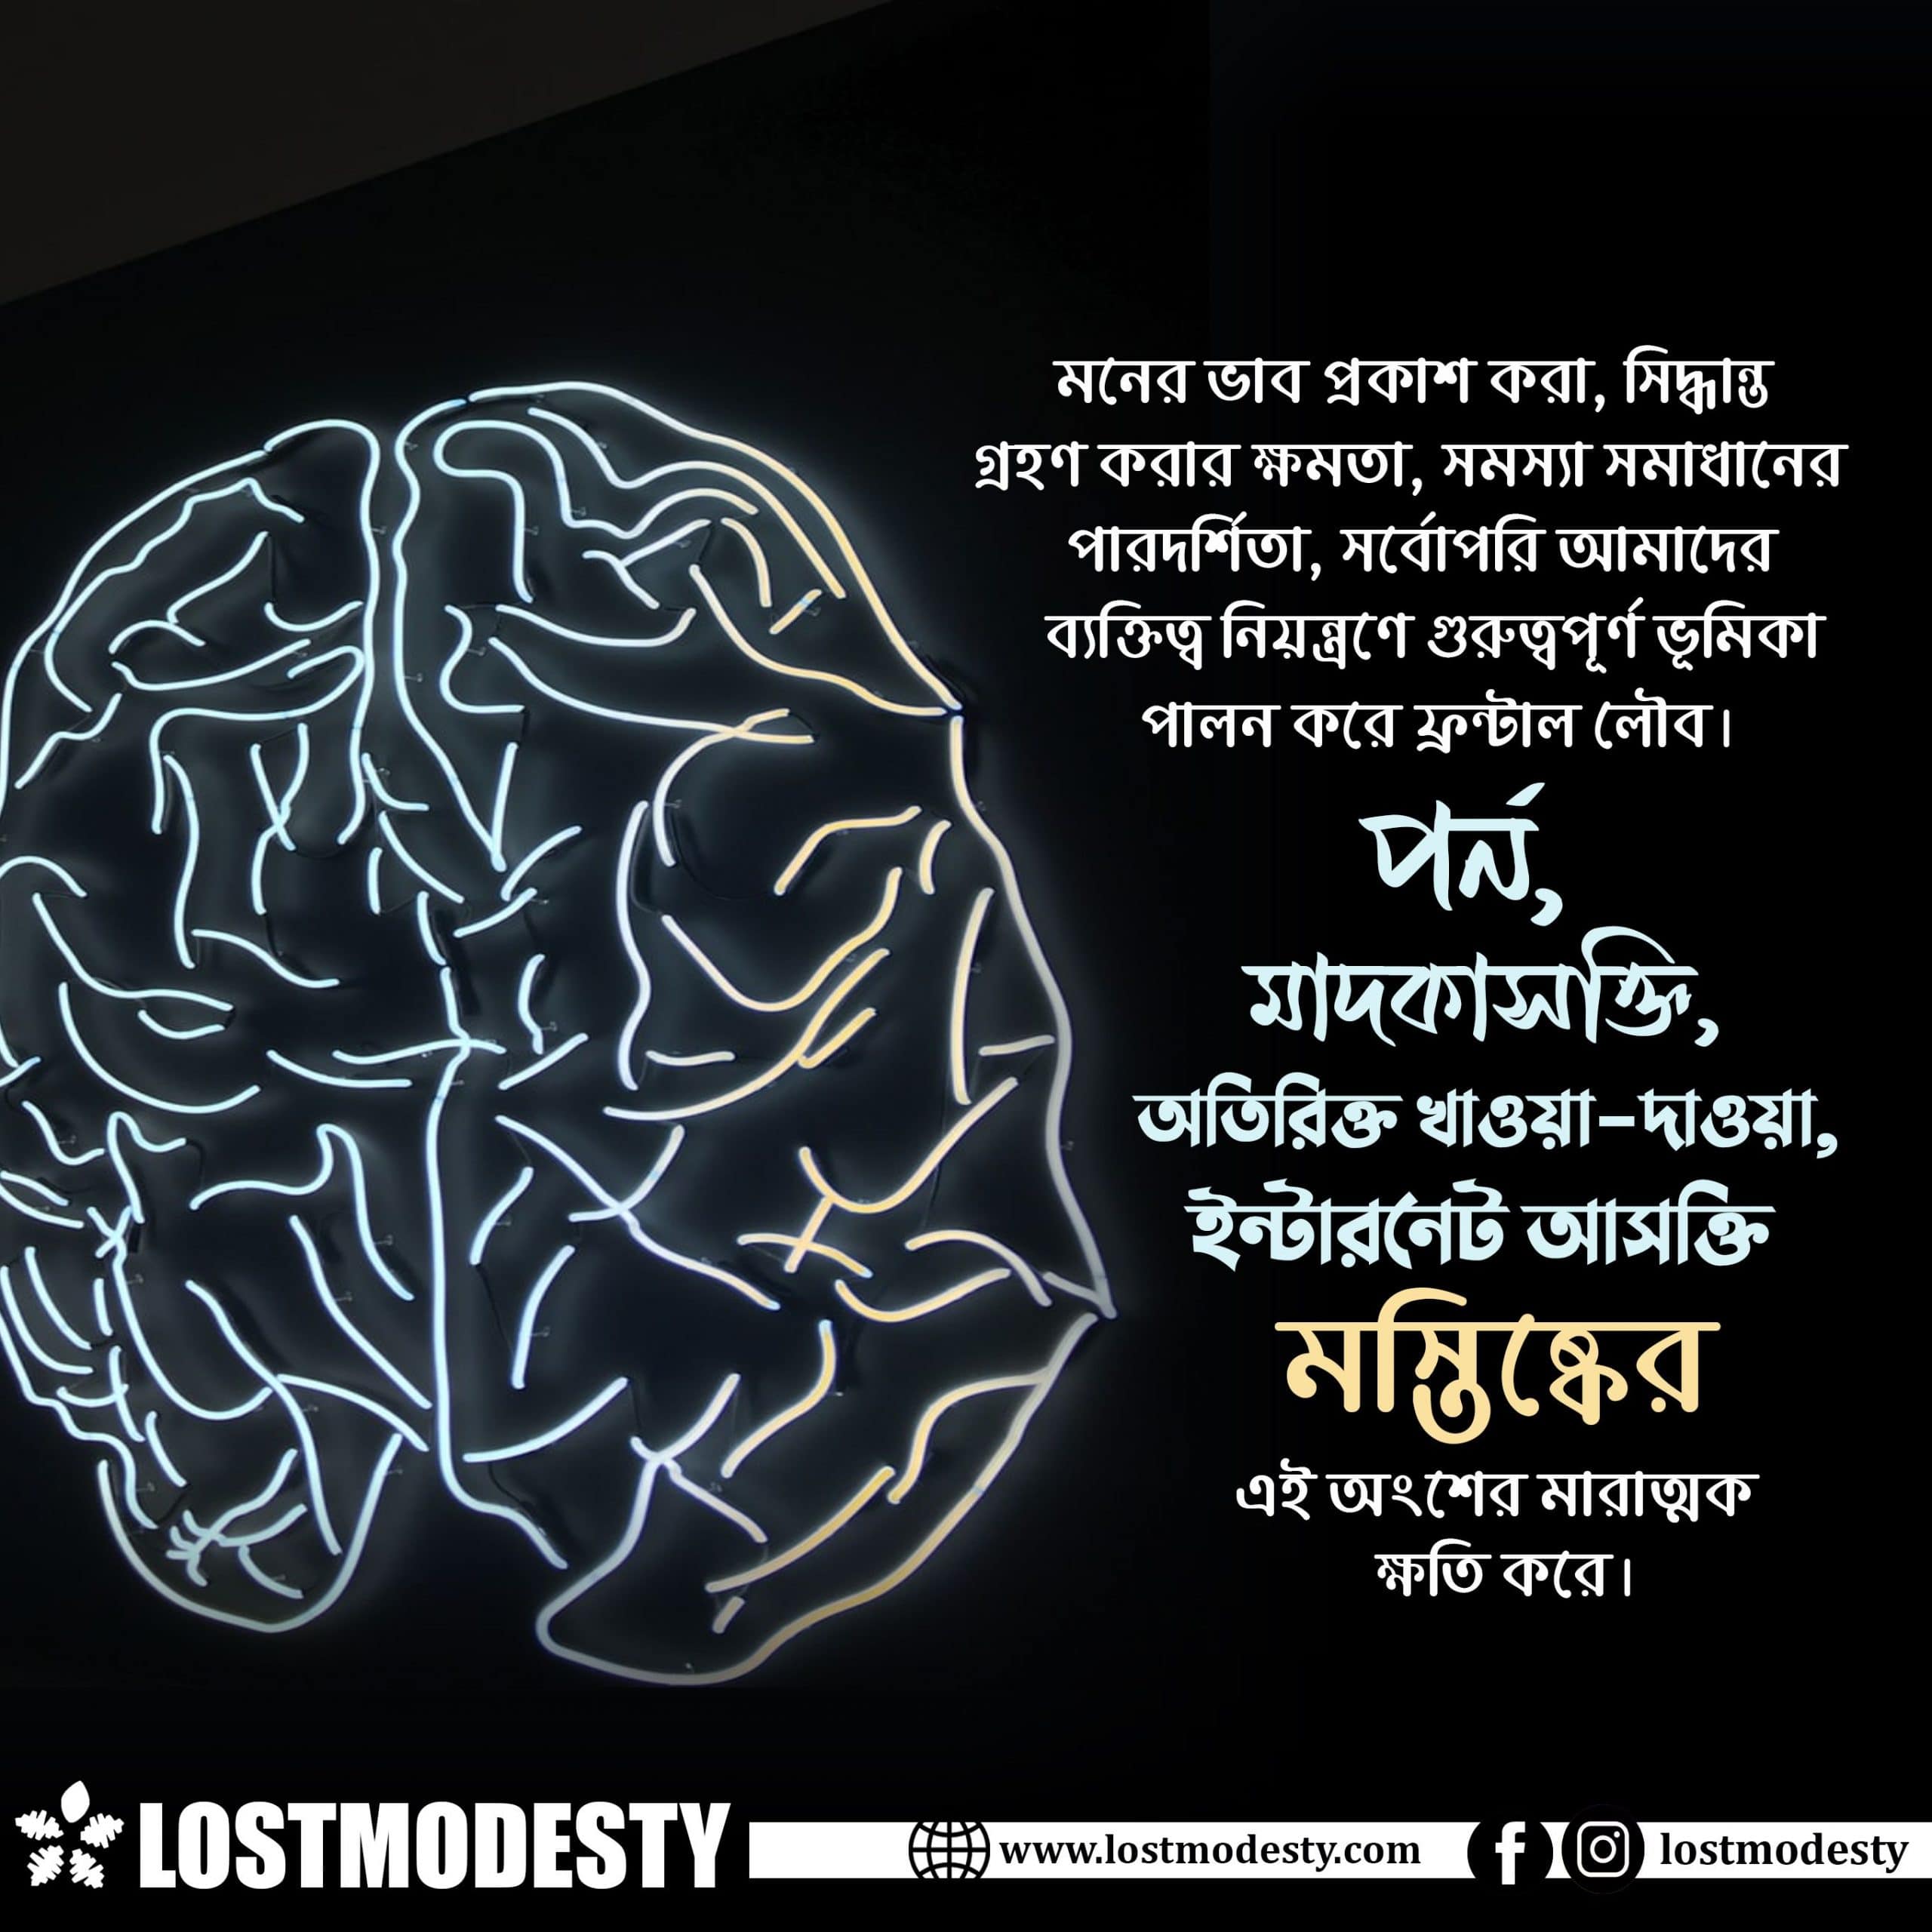 মনের ভাব প্রকাশ করা, সিদ্ধান্ত
গ্রহণ করার ক্ষমতা, সমস্যা সমাধানের
পারদর্শিতা, সর্বোপরি আমাদের
ব্যক্তিত্ব নিয়ন্ত্রণে গুরুত্বপূর্ণ ভূমিকা
পালন করে ফ্রন্টাল লৌব।
পর্ন,
মাদকাসক্তি,
অতিরিক্ত খাওয়া-দাওয়া,
ইন্টারনেট আসক্তি
মস্তিষ্কের
এই অংশের মারাত্মক
ক্ষতি করে।
LOSTMODESTY www.lostmodesty.com lostmodesty